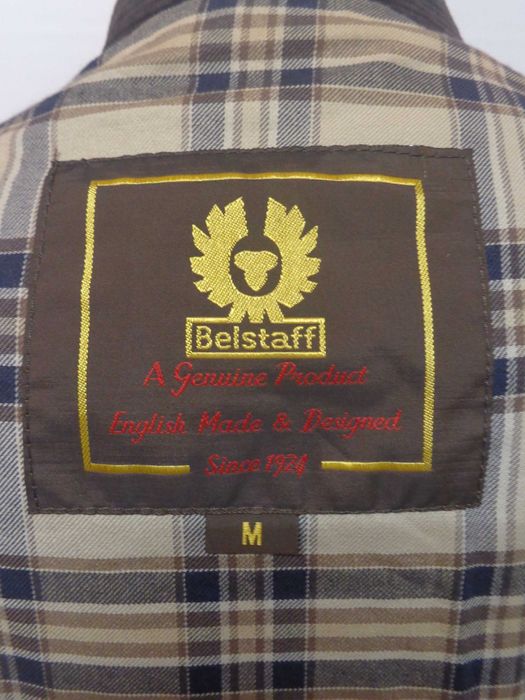 Belstaff
A Genuine Product
English Made & Designed
Since 1924
M